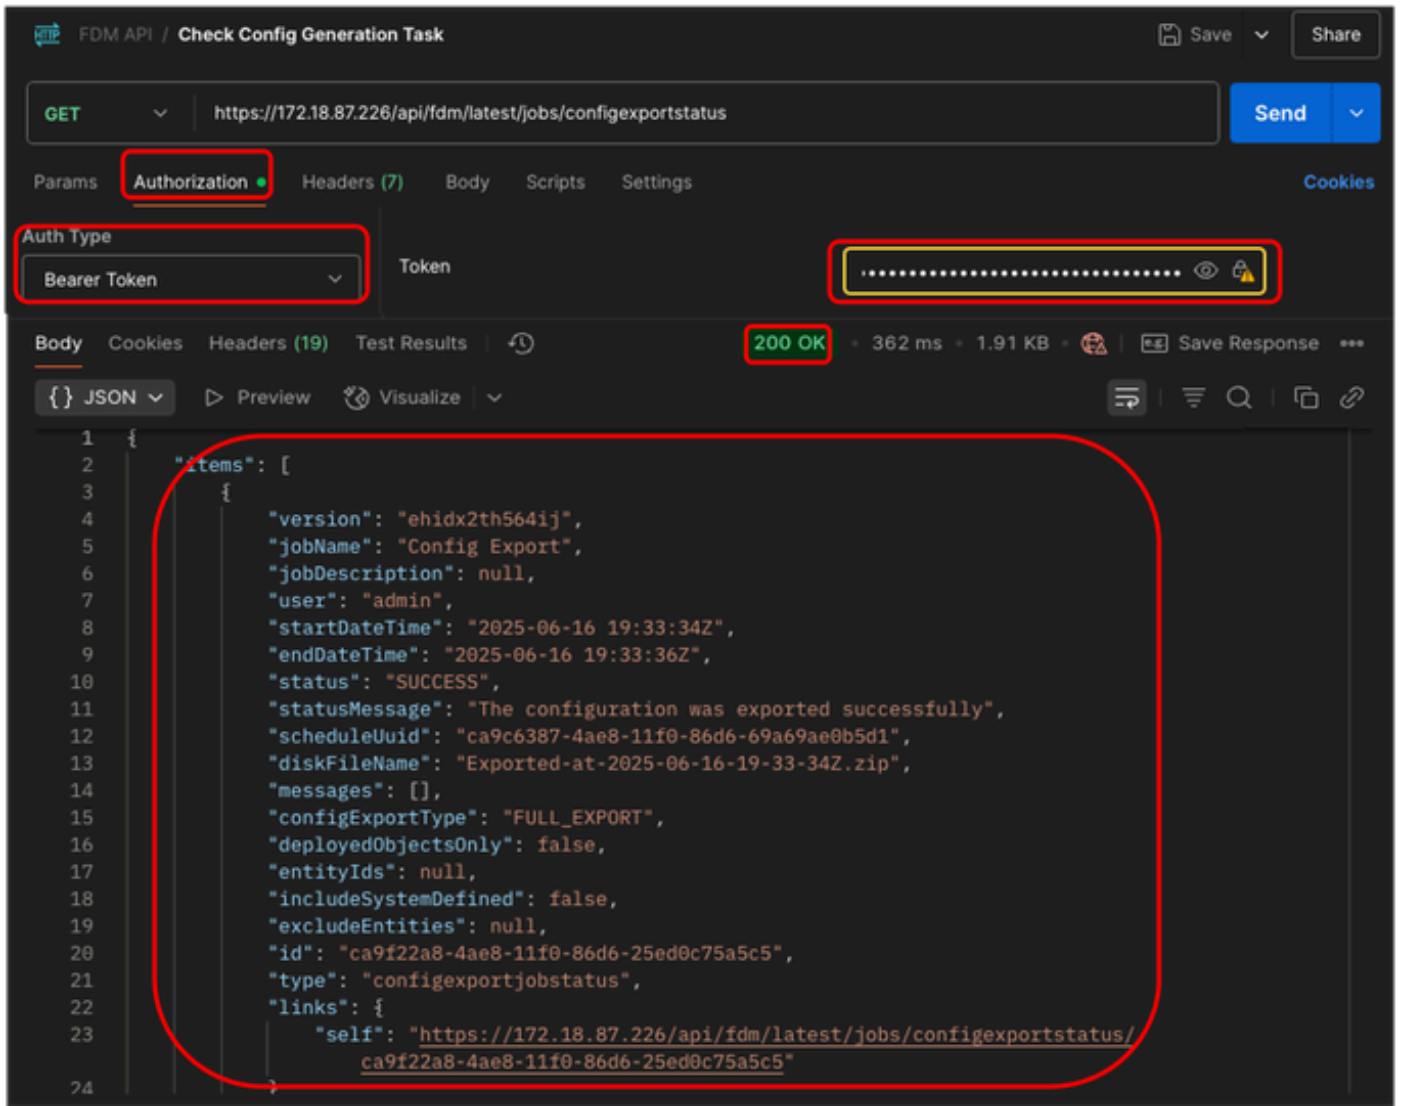 HTTP FDM API / Check Config Generation Task Save Share
GET https://172.18.87.226/api/fdm/latest/jobs/configexportstatus Send
Params Authorization Headers (7) Body Scripts Settings Cookies
Auth Type
Bearer Token
Token
Body Cookies Headers (19) Test Results 200 OK 362 ms 1.91 KB e.g. Save Response
{} JSON Preview Visualize
1 {
2 "items": [
3 {
4 "version": "ehidx2th564ij",
5 "jobName": "Config Export",
6 "jobDescription": null,
7 "user": "admin",
8 "startDateTime": "2025-06-16 19:33:34Z",
9 "endDateTime": "2025-06-16 19:33:36Z",
10 "status": "SUCCESS",
11 "statusMessage": "The configuration was exported successfully",
12 "scheduleUuid": "ca9c6387-4ae8-11f0-86d6-69a69ae0b5d1",
13 "diskFileName": "Exported-at-2025-06-16-19-33-34Z.zip",
14 "messages": [],
15 "configExportType": "FULL_EXPORT",
16 "deployedObjectsOnly": false,
17 "entityIds": null,
18 "includeSystemDefined": false,
19 "excludeEntities": null,
20 "id": "ca9f22a8-4ae8-11f0-86d6-25ed0c75a5c5",
21 "type": "configexportjobstatus",
22 "links": {
23 "self": "https://172.18.87.226/api/fdm/latest/jobs/configexportstatus/
ca9f22a8-4ae8-11f0-86d6-25ed0c75a5c5"
24 }